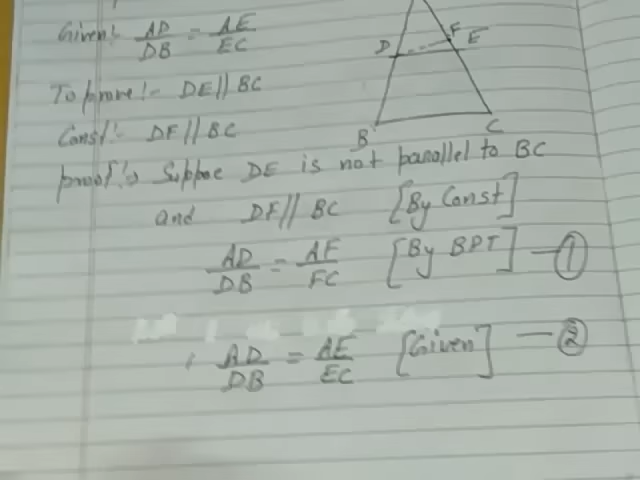 Given:- AD/DB = AE/EC
D F E
To prove:- DE || BC
Const:- DF || BC
B C
proof:-> Suppose DE is not parallel to BC
and DF || BC [By Const]
AD/DB = AF/FC [By BPT] — ①
AD/DB = AE/EC [Given] — ②